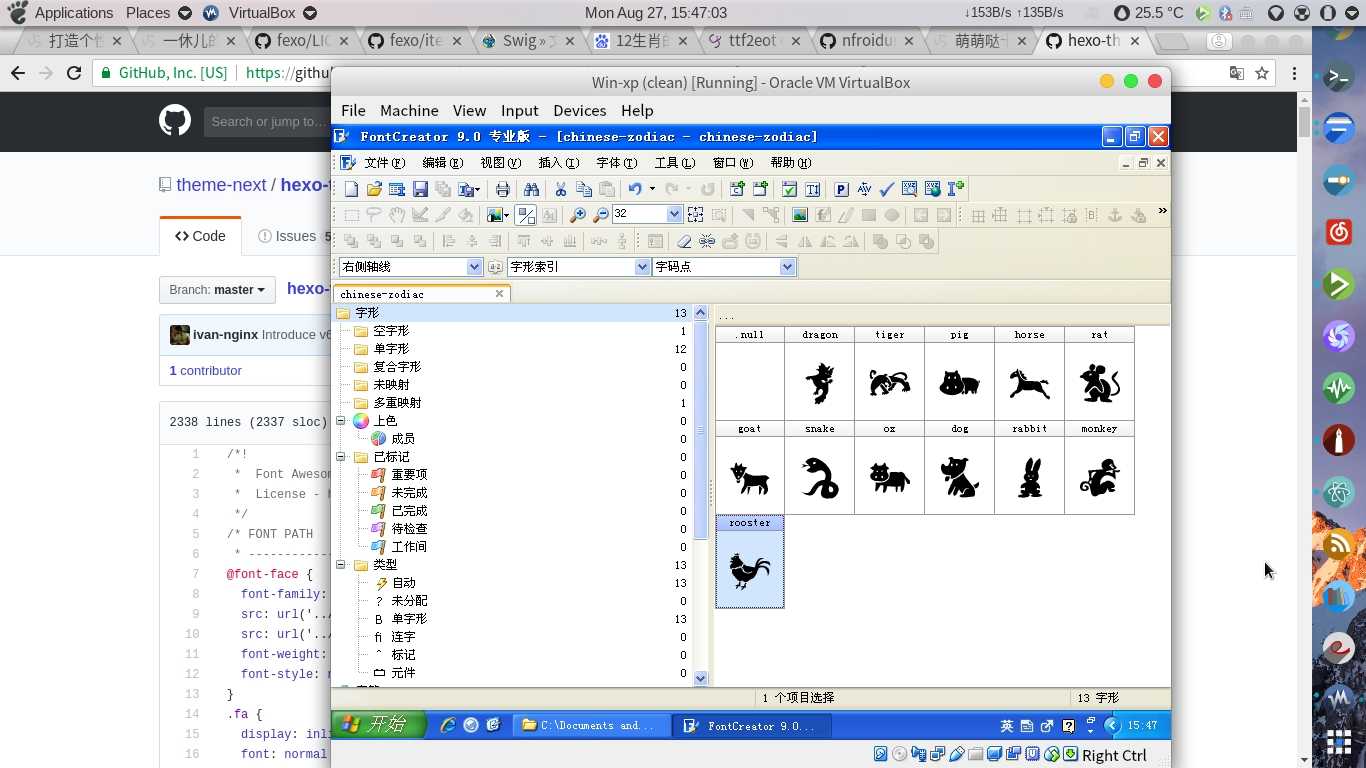 Applications Places VirtualBox Mon Aug 27, 15:47:03 ↓153B/s ↑135B/s 25.5 °C
打造个 一休儿的 fexo/LIC fexo/ite Swig » 文 12生肖的 ttf2eot nfroidu 萌萌哒 hexo-th
GitHub, Inc. [US] https://githu
Win-xp (clean) [Running] - Oracle VM VirtualBox
File Machine View Input Devices Help
Search or jump to…
FontCreator 9.0 专业版 - [chinese-zodiac - chinese-zodiac]
文件(F) 编辑(E) 视图(V) 插入(I) 字体(T) 工具(L) 窗口(W) 帮助(H)
theme-next / hexo-
32
Code Issues 5
右侧轴线 字形索引 字码点
Branch: master hexo-
chinese-zodiac
字形 13
...
空字形 1
单字形 12
复合字形 0
未映射 0
多重映射 1
上色 0
成员 0
已标记 0
重要项 0
未完成 0
已完成 0
待检查 0
工作间 0
类型 13
自动 13
? 未分配 0
B 单字形 13
fi 连字 0
^ 标记 0
元件 0
.null dragon tiger pig horse rat
goat snake ox dog rabbit monkey
rooster
ivan-nginx Introduce v6
1 contributor
2338 lines (2337 sloc)
1 /*!
2 * Font Aweso
3 * License -
4 */
5 /* FONT PATH
6 * ------------
7 @font-face {
8 font-family:
9 src: url('../
10 src: url('../
11 font-weight:
12 font-style:
13 }
14 .fa {
15 display: inl
16 font: normal
1 个项目选择 13 字形
开始 C:\Documents and... FontCreator 9.0... 英 15:47
Right Ctrl